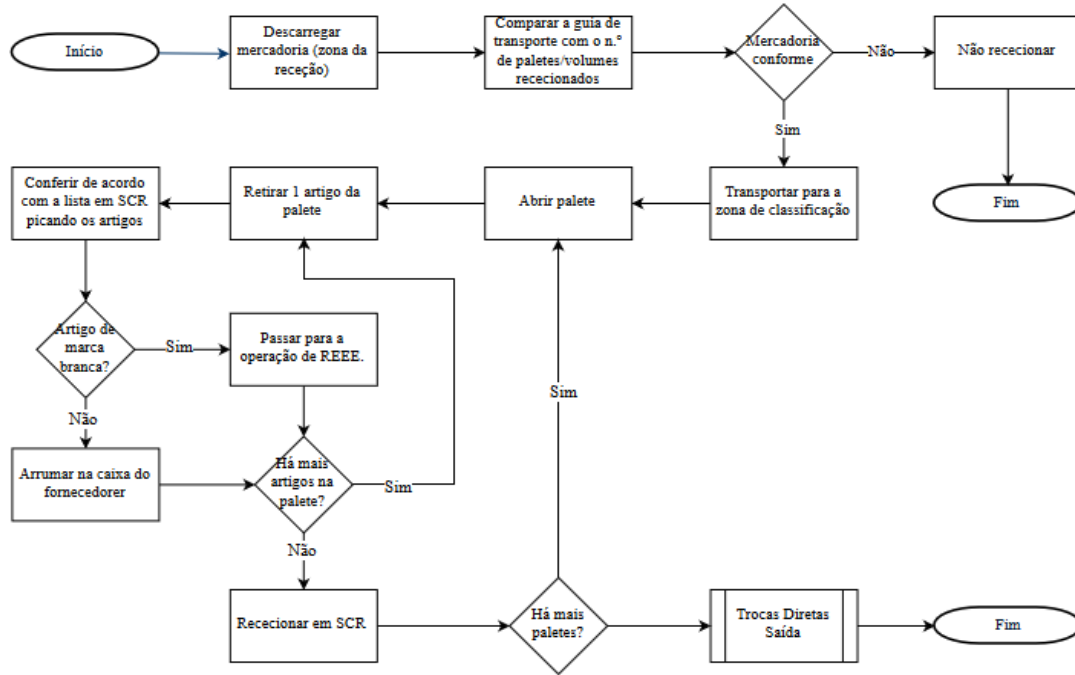 Início
Descarregar
mercadoria (zona da
receção)
Comparar a guia de
transporte com o n.º
de paletes/volumes
rececionados
Mercadoria
conforme
Não
Não rececionar
Sim
Fim
Transportar para a
zona de classificação
Abrir palete
Retirar 1 artigo da
palete
Conferir de acordo
com a lista em SCR
picando os artigos
Artigo de
marca
branca?
Sim
Passar para a
operação de REEE.
Não
Arrumar na caixa do
fornecedorer
Há mais
artigos na
palete?
Sim
Não
Rececionar em SCR
Há mais
paletes?
Sim
Trocas Diretas
Saída
Fim